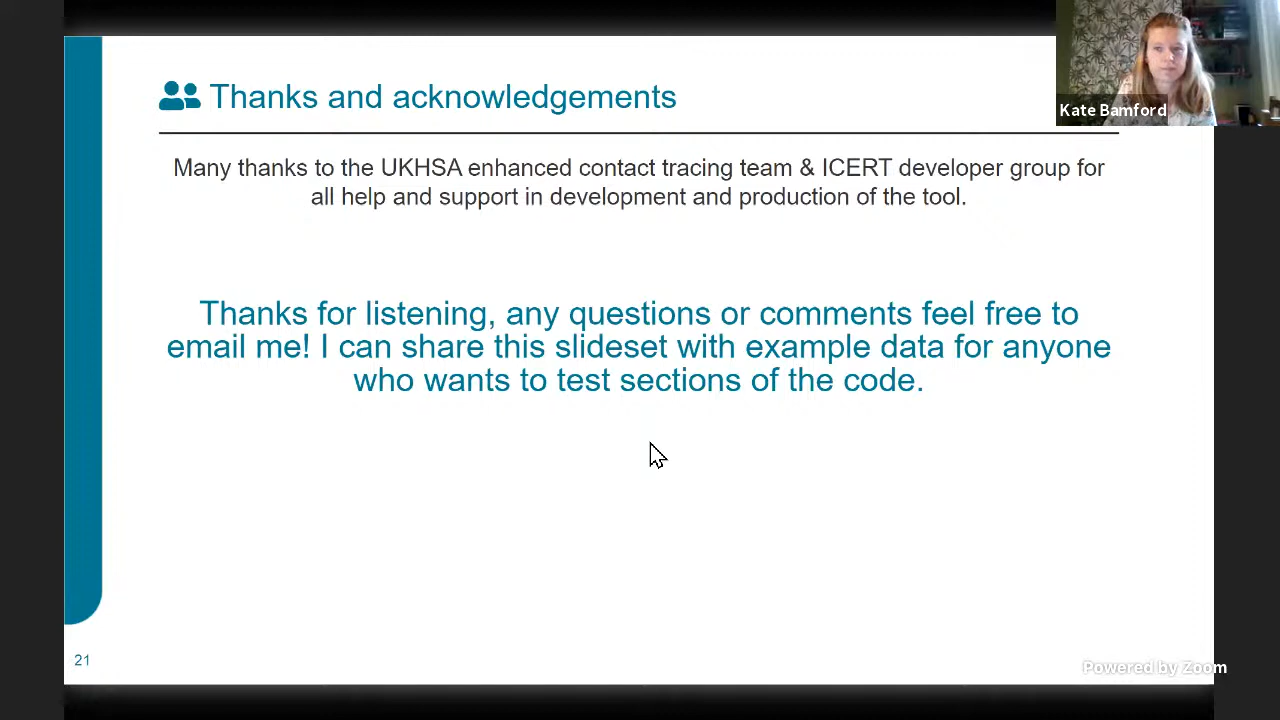 Thanks and acknowledgements
Kate Bamford
Many thanks to the UKHSA enhanced contact tracing team & ICERT developer group for
all help and support in development and production of the tool.
Thanks for listening, any questions or comments feel free to
email me! I can share this slideset with example data for anyone
who wants to test sections of the code.
21
Powered by Zoom